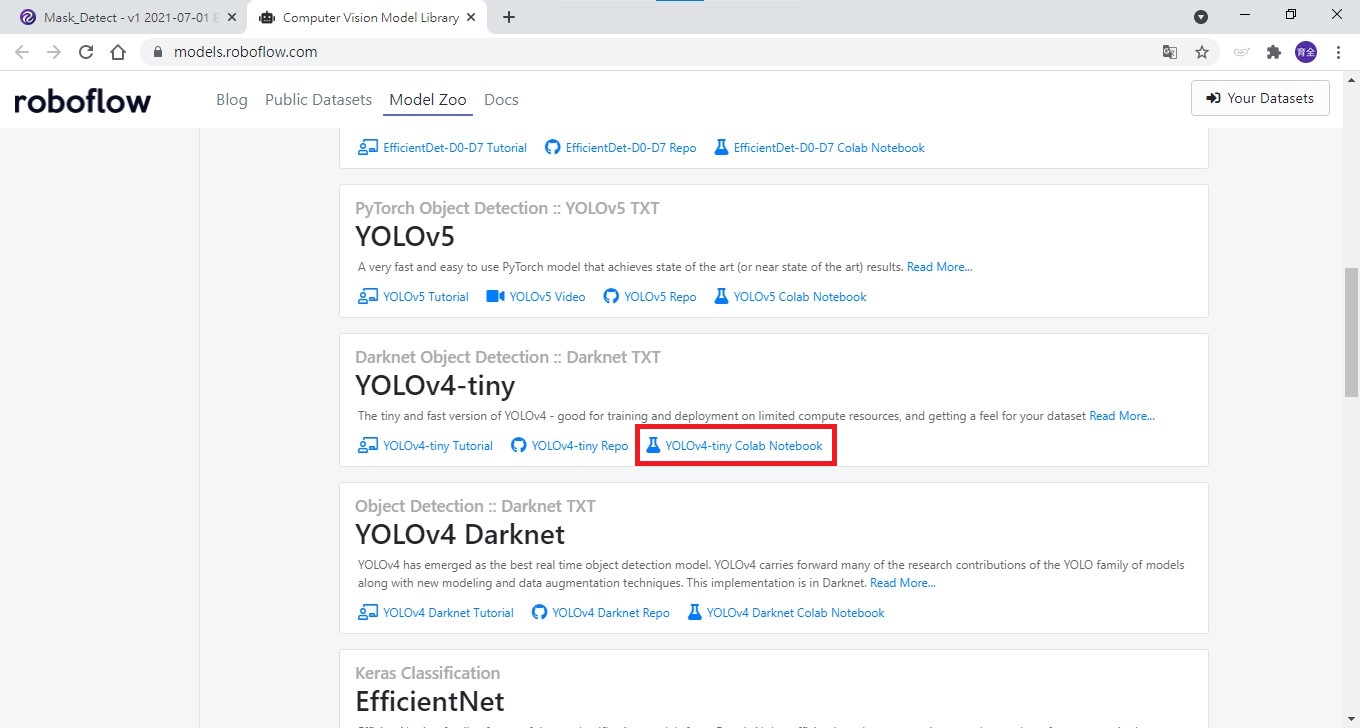 Mask_Detect - v1 2021-07-01
Computer Vision Model Library
models.roboflow.com
育全
roboflow
Blog
Public Datasets
Model Zoo
Docs
Your Datasets
EfficientDet-D0-D7 Tutorial
EfficientDet-D0-D7 Repo
EfficientDet-D0-D7 Colab Notebook
PyTorch Object Detection :: YOLOv5 TXT
YOLOv5
A very fast and easy to use PyTorch model that achieves state of the art (or near state of the art) results. Read More...
YOLOv5 Tutorial
YOLOv5 Video
YOLOv5 Repo
YOLOv5 Colab Notebook
Darknet Object Detection :: Darknet TXT
YOLOv4-tiny
The tiny and fast version of YOLOv4 - good for training and deployment on limited compute resources, and getting a feel for your dataset Read More...
YOLOv4-tiny Tutorial
YOLOv4-tiny Repo
YOLOv4-tiny Colab Notebook
Object Detection :: Darknet TXT
YOLOv4 Darknet
YOLOv4 has emerged as the best real time object detection model. YOLOv4 carries forward many of the research contributions of the YOLO family of models
along with new modeling and data augmentation techniques. This implementation is in Darknet. Read More...
YOLOv4 Darknet Tutorial
YOLOv4 Darknet Repo
YOLOv4 Darknet Colab Notebook
Keras Classification
EfficientNet